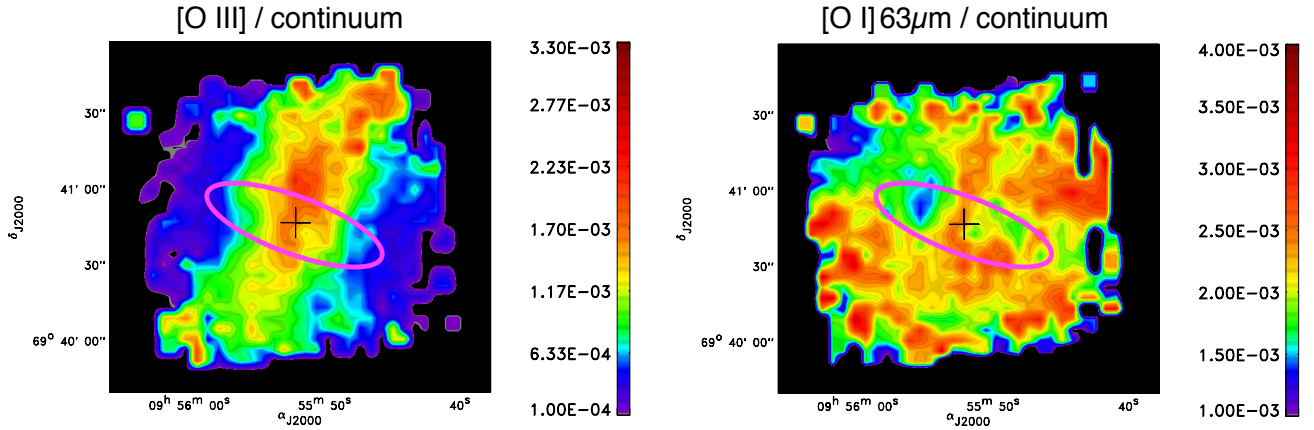 [O III] / continuum
3.30E-03
2.77E-03
2.23E-03
1.70E-03
1.17E-03
6.33E-04
1.00E-04
30"
41' 00"
30"
69° 40' 00"
δJ2000
09h 56m 00s
55m 50s
40s
αJ2000
[O I] 63μm / continuum
4.00E-03
3.50E-03
3.00E-03
2.50E-03
2.00E-03
1.50E-03
1.00E-03
30"
41' 00"
30"
69° 40' 00"
δJ2000
09h 56m 00s
55m 50s
40s
αJ2000